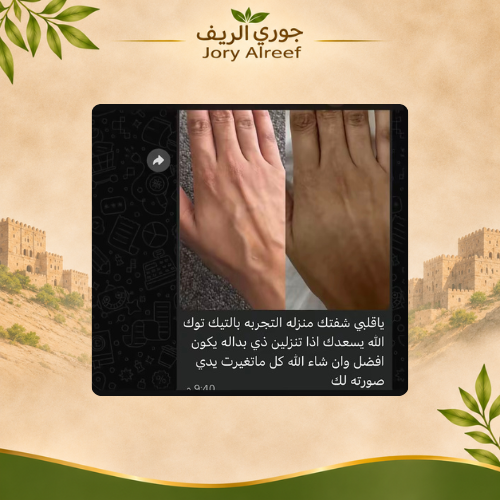 جوري الريف
Jory Alreef
ياقلبي شفتك منزله التجربه بالتيك توك
الله يسعدك اذا تنزلين ذي بداله يكون
افضل وان شاء الله كل ماتغيرت يدي
صورته لك
9:40 م